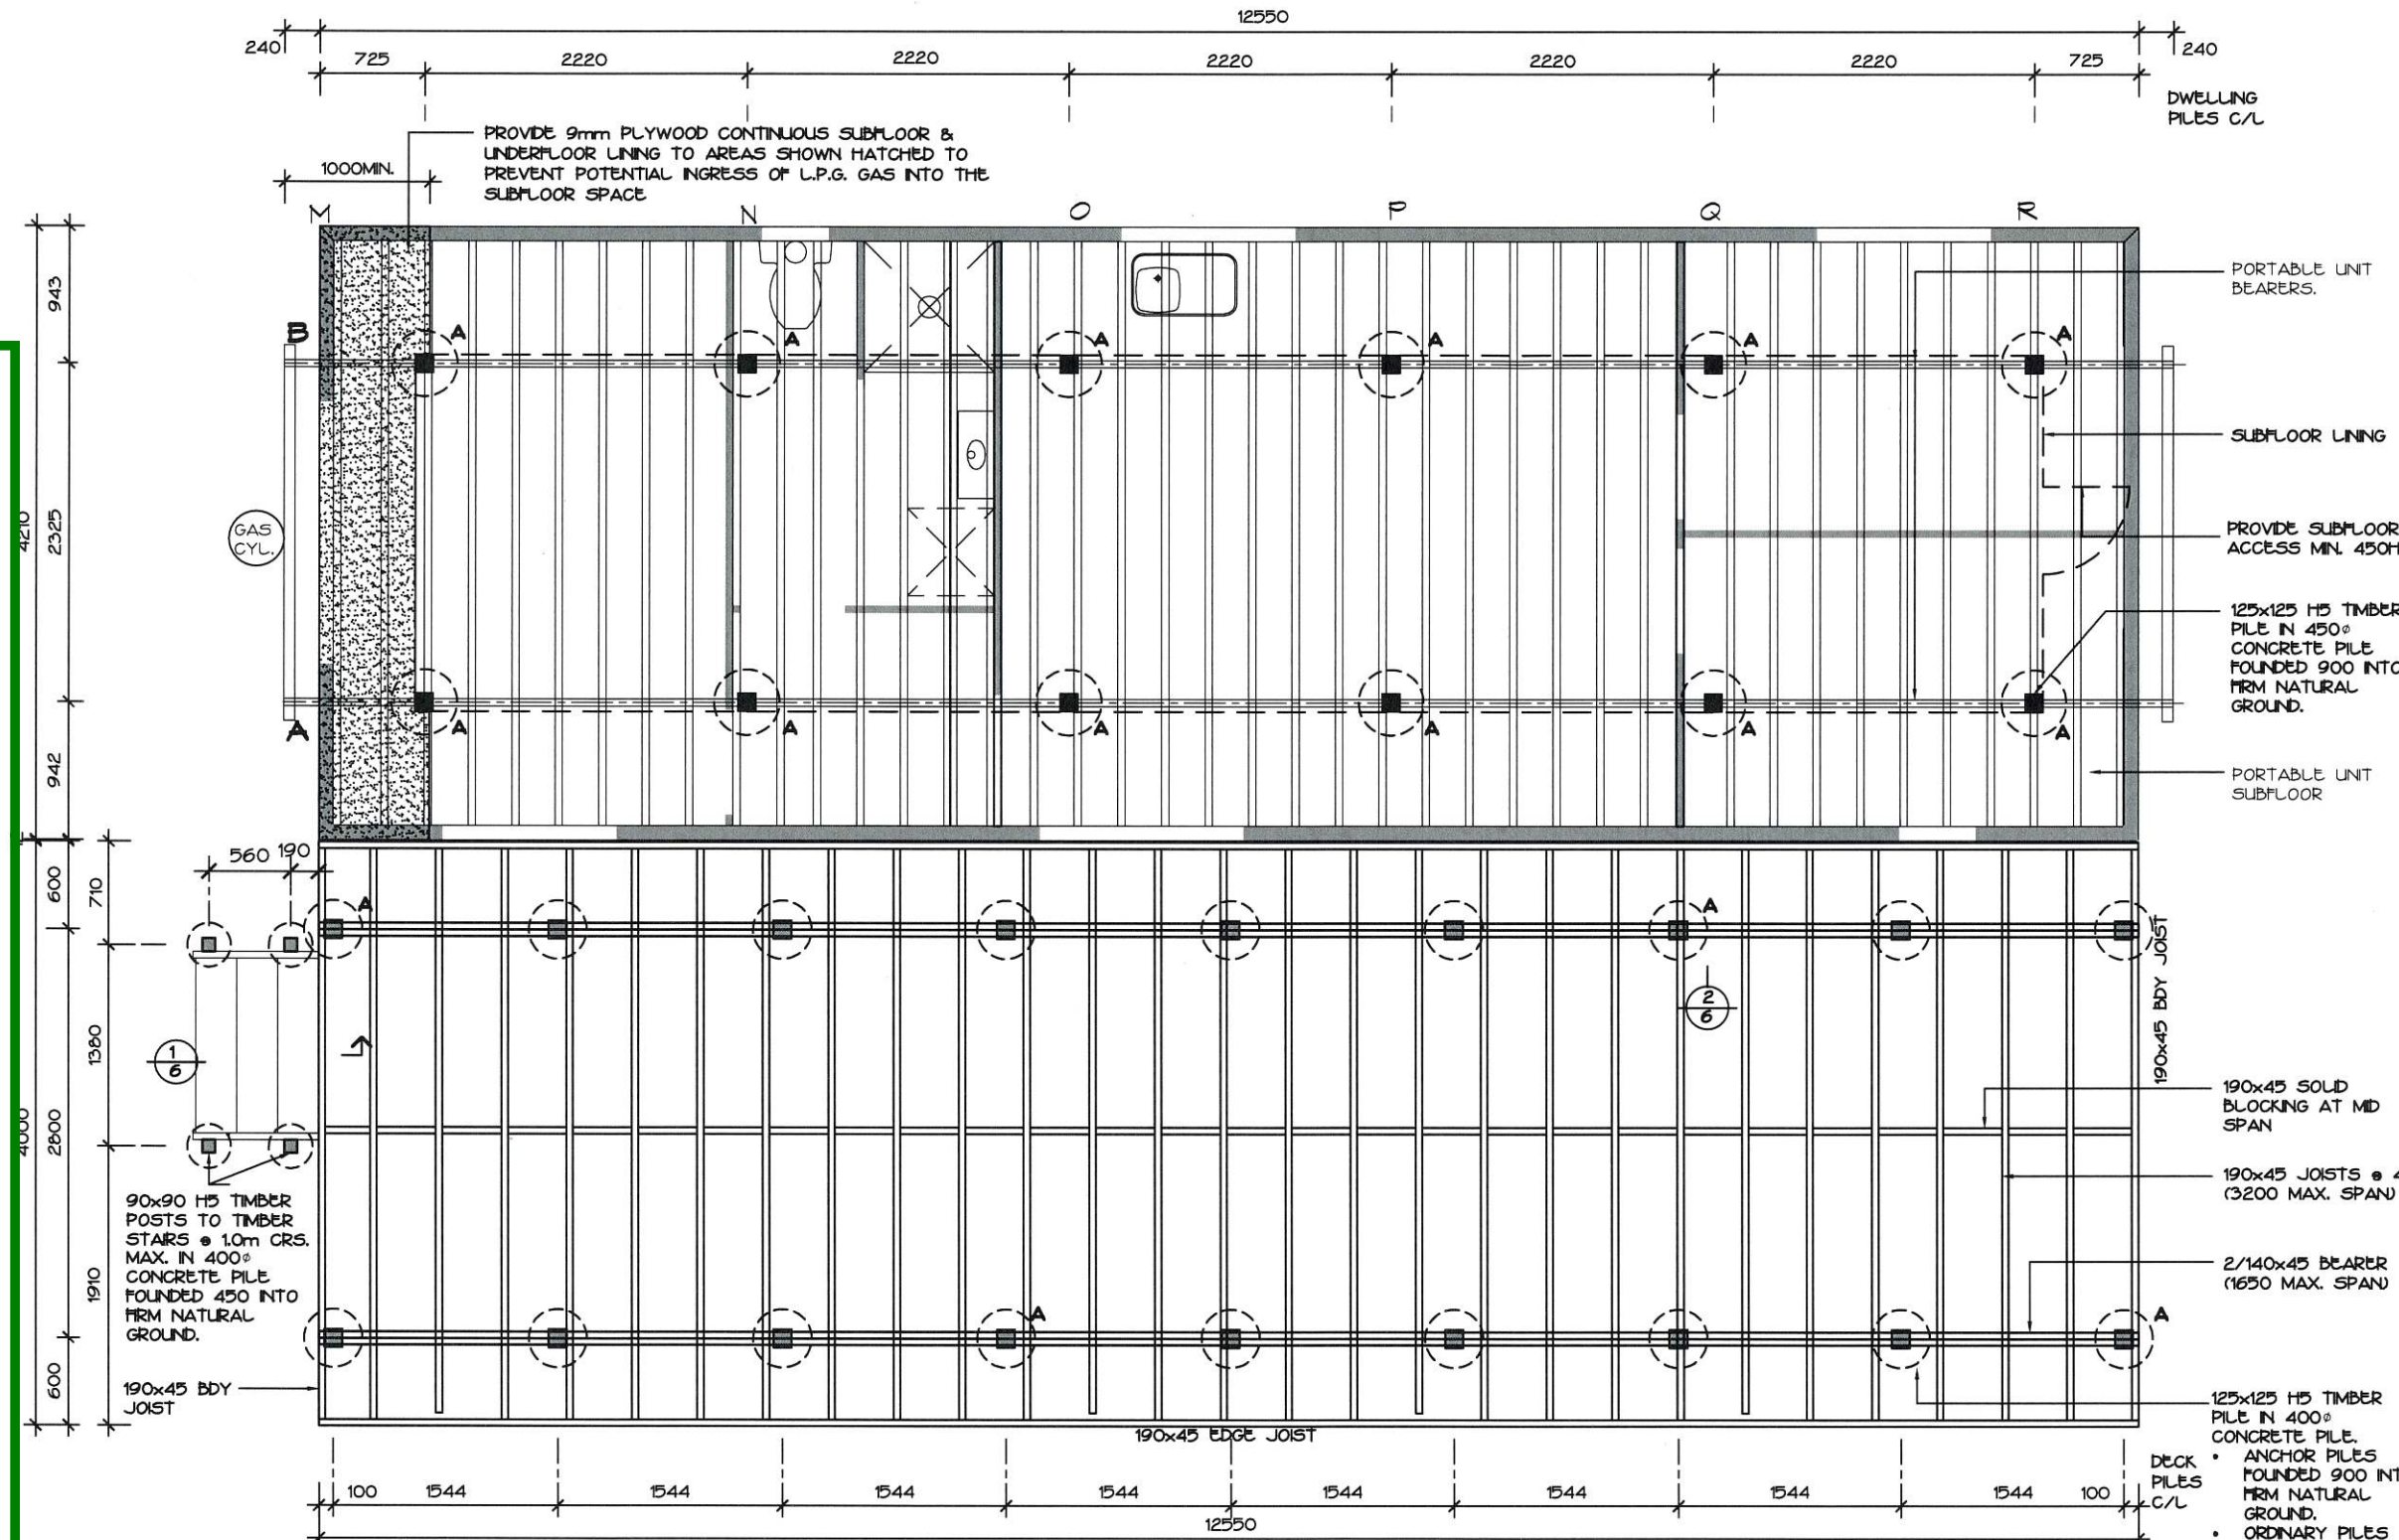 12550
240
725
2220
2220
2220
2220
2220
725
240
DWELLING
PILES C/L
PROVIDE 9mm PLYWOOD CONTINUOUS SUBFLOOR &
UNDERFLOOR LINING TO AREAS SHOWN HATCHED TO
PREVENT POTENTIAL INGRESS OF L.P.G. GAS INTO THE
SUBFLOOR SPACE
1000MIN.
M
N
O
P
Q
R
943
4210
2325
942
B
A
A
A
A
A
A
A
GAS
CYL.
PORTABLE UNIT
BEARERS.
SUBFLOOR LINING
PROVIDE SUBFLOOR
ACCESS MIN. 450H
125x125 H5 TIMBER
PILE IN 450ø
CONCRETE PILE
FOUNDED 900 INTO
FIRM NATURAL
GROUND.
A
A
A
A
A
A
PORTABLE UNIT
SUBFLOOR
560
190
600
710
A
A
190x45 BDY JOIST
2
6
1
6
1380
4000
2800
1910
600
190x45 SOLID
BLOCKING AT MID
SPAN
190x45 JOISTS @ 4
(3200 MAX. SPAN)
90x90 H5 TIMBER
POSTS TO TIMBER
STAIRS @ 1.0m CRS.
MAX. IN 400ø
CONCRETE PILE
FOUNDED 450 INTO
FIRM NATURAL
GROUND.
2/140x45 BEARER
(1650 MAX. SPAN)
A
A
190x45 BDY
JOIST
190x45 EDGE JOIST
125x125 H5 TIMBER
PILE IN 400ø
CONCRETE PILE.
• ANCHOR PILES
FOUNDED 900 INT
FIRM NATURAL
GROUND.
• ORDINARY PILES
DECK
PILES
C/L
100
1544
1544
1544
1544
1544
1544
1544
1544
100
12550